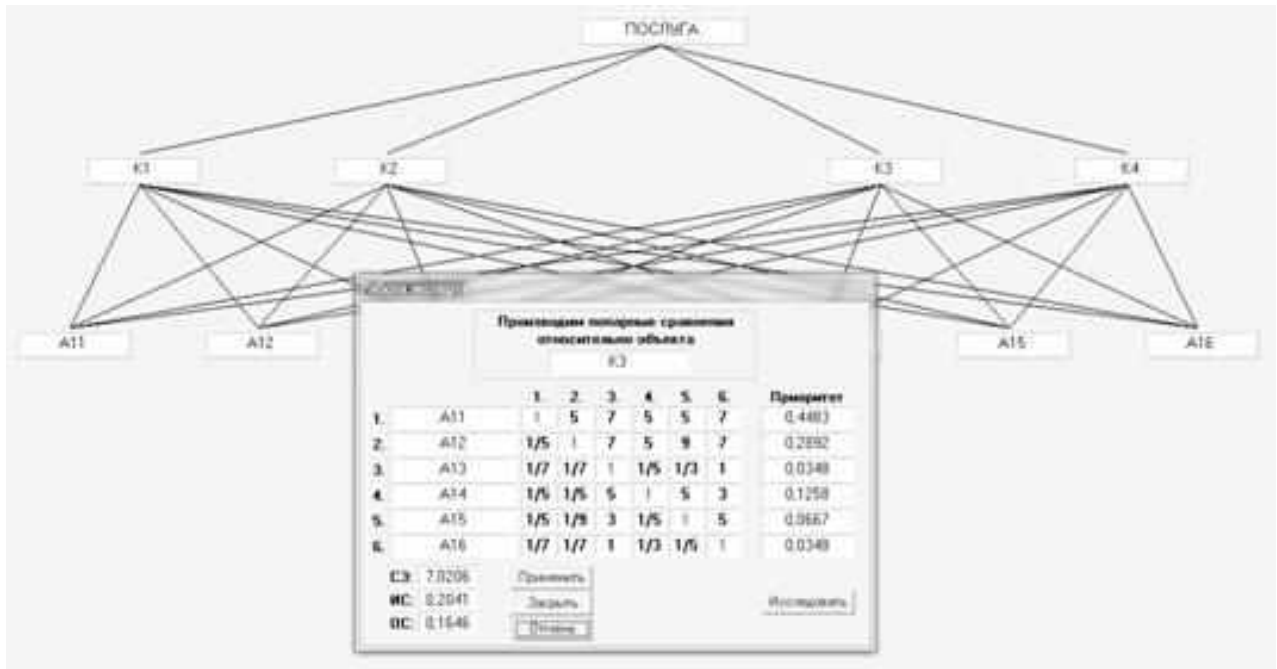 ПОСЛУГА
К1 К2 К3 К4
А11 А12 А15 А1Е
Производим попарные сравнения
относительно объекта
К3
1. 2. 3. 4. 5. 6. Приоритет
1. А11 1 5 7 5 5 7 0,4483
2. А12 1/5 1 7 5 9 7 0,2892
3. А13 1/7 1/7 1 1/5 1/3 1 0,0348
4. А14 1/5 1/5 5 1 5 3 0,1258
5. А15 1/5 1/9 3 1/5 1 5 0,0667
6. А16 1/7 1/7 1 1/3 1/5 1 0,0348
СЗ: 7,0206 Применить
ИС: 0,2041 Закрыть Исследовать
ОС: 0,1646 Отмена